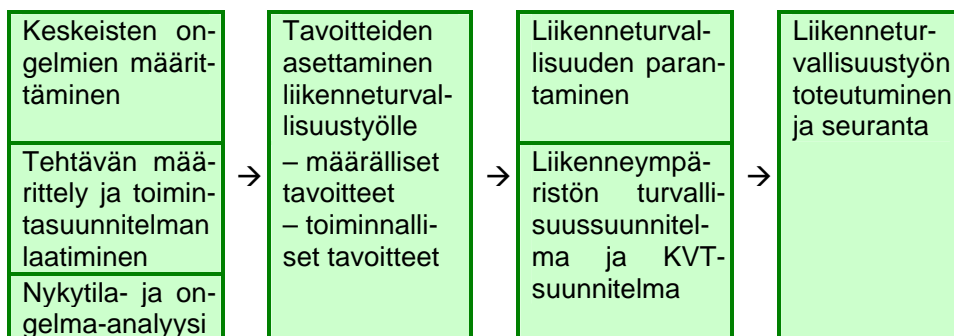 Keskeisten on-
gelmien määrit-
täminen
Tehtävän mää-
rittely ja toimin-
tasuunnitelman
laatiminen
Nykytila- ja on-
gelma-analyysi
→
Tavoitteiden
asettaminen
liikenneturval-
lisuustyölle
– määrälliset
tavoitteet
– toiminnalli-
set tavoitteet
→
Liikenneturval-
lisuuden paran-
taminen
Liikenneympä-
ristön turvalli-
suussuunnitel-
ma ja KVT-
suunnitelma
→
Liikennetur-
vallisuustyön
toteutuminen
ja seuranta